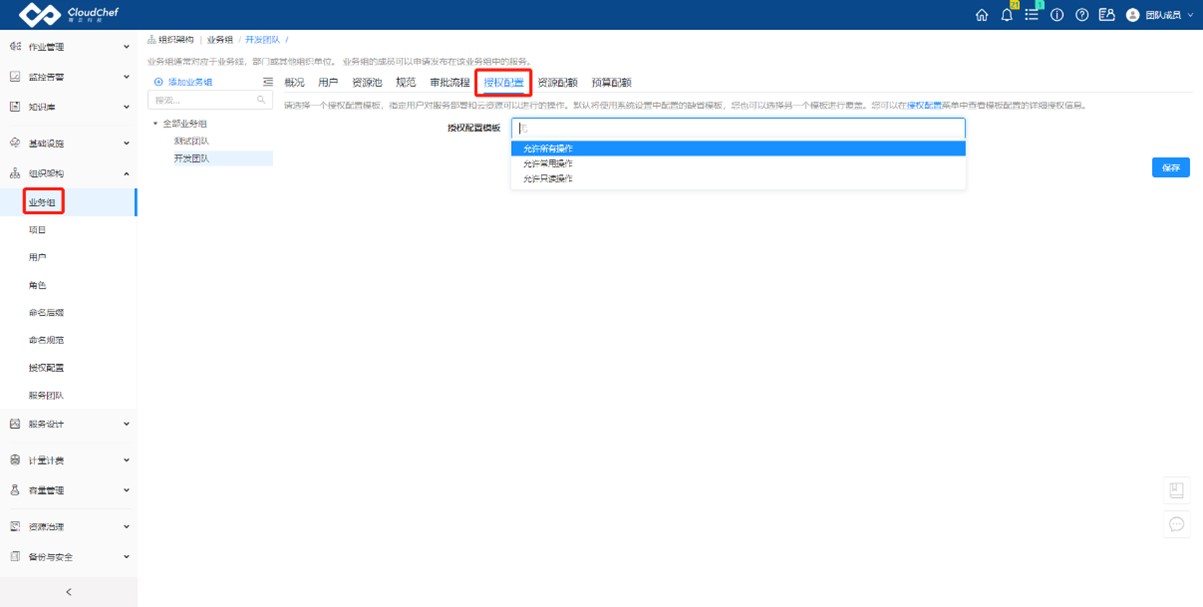 CloudChef
骞云科技
21
1
团队成员
作业管理
监控告警
知识库
基础设施
组织架构
业务组
项目
用户
角色
命名后缀
命名规范
授权配置
服务团队
服务设计
计量计费
容量管理
资源治理
备份与安全
组织架构 | 业务组 / 开发团队 /
业务组通常对应于业务线、部门或其他组织单位。 业务组的成员可以申请发布在该业务组中的服务。
添加业务组
搜索...
全部业务组
测试团队
开发团队
概况 用户 资源池 规范 审批流程 授权配置 资源配额 预算配额
请选择一个授权配置模板，指定用户对服务部署和云资源可以进行的操作。默认将使用系统设置中配置的缺省模板，您也可以选择另一个模板进行覆盖。您可以在授权配置菜单中查看模板配置的详细授权信息。
授权配置模板
无
允许所有操作
允许常用操作
允许只读操作
保存